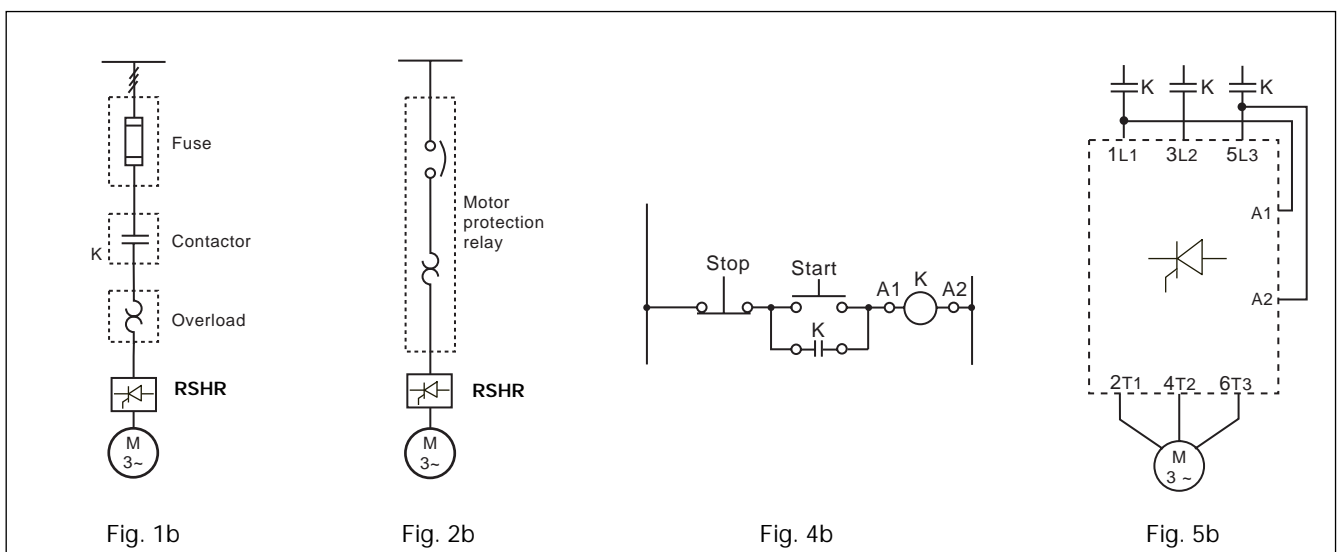 Fuse
K
Contactor
Overload
RSHR
M
3~
Fig. 1b
Motor
protection
relay
RSHR
M
3~
Fig. 2b
Stop
Start
A1 K A2
K
Fig. 4b
K K K
1L1 3L2 5L3
A1
A2
2T1 4T2 6T3
M
3 ~
Fig. 5b